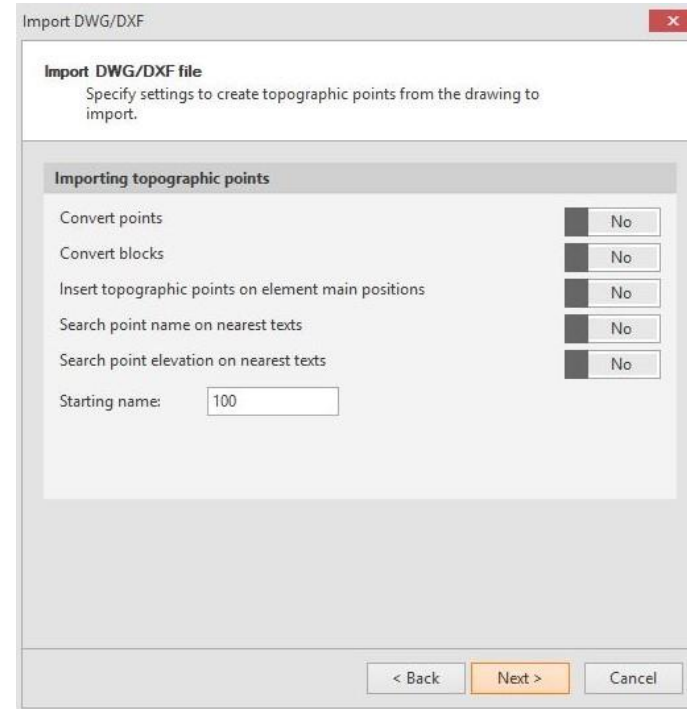 Import DWG/DXF
Import DWG/DXF file
Specify settings to create topographic points from the drawing to
import.
Importing topographic points
Convert points No
Convert blocks No
Insert topographic points on element main positions No
Search point name on nearest texts No
Search point elevation on nearest texts No
Starting name: 100
< Back Next > Cancel